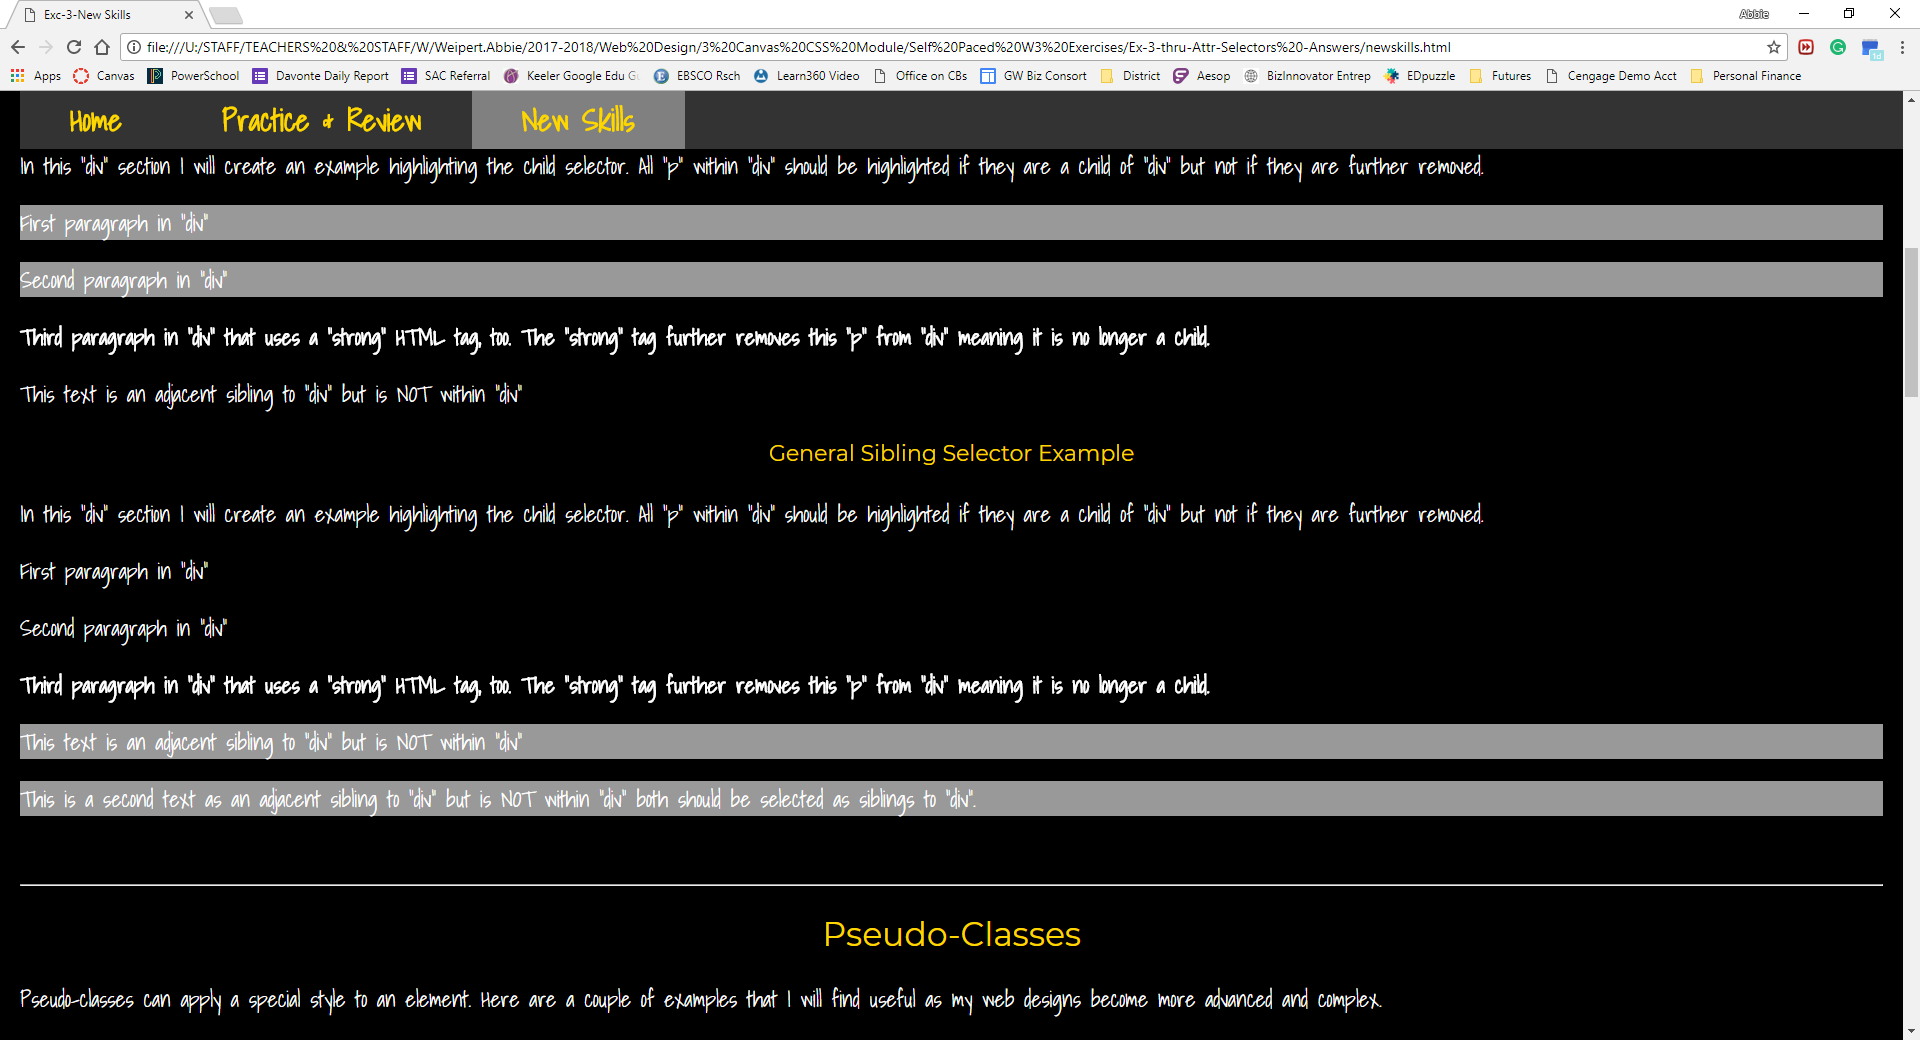 Exc-3-New Skills
Abbie
file:///U:/STAFF/TEACHERS%20&%20STAFF/W/Weipert.Abbie/2017-2018/Web%20Design/3%20Canvas%20CSS%20Module/Self%20Paced%20W3%20Exercises/Ex-3-thru-Attr-Selectors%20-Answers/newskills.html
Apps Canvas PowerSchool Davonte Daily Report SAC Referral Keeler Google Edu G EBSCO Rsch Learn360 Video Office on CBs GW Biz Consort District Aesop BizInnovator Entrep EDpuzzle Futures Cengage Demo Acct Personal Finance
Home Practice & Review New Skills
In this "div" section I will create an example highlighting the child selector. All "p" within "div" should be highlighted if they are a child of "div" but not if they are further removed.
First paragraph in "div"
Second paragraph in "div"
Third paragraph in "div" that uses a "strong" HTML tag, too. The "strong" tag further removes this "p" from "div" meaning it is no longer a child.
This text is an adjacent sibling to "div" but is NOT within "div"
General Sibling Selector Example
In this "div" section I will create an example highlighting the child selector. All "p" within "div" should be highlighted if they are a child of "div" but not if they are further removed.
First paragraph in "div"
Second paragraph in "div"
Third paragraph in "div" that uses a "strong" HTML tag, too. The "strong" tag further removes this "p" from "div" meaning it is no longer a child.
This text is an adjacent sibling to "div" but is NOT within "div"
This is a second text as an adjacent sibling to "div" but is NOT within "div" both should be selected as siblings to "div".
Pseudo-Classes
Pseudo-classes can apply a special style to an element. Here are a couple of examples that I will find useful as my web designs become more advanced and complex.